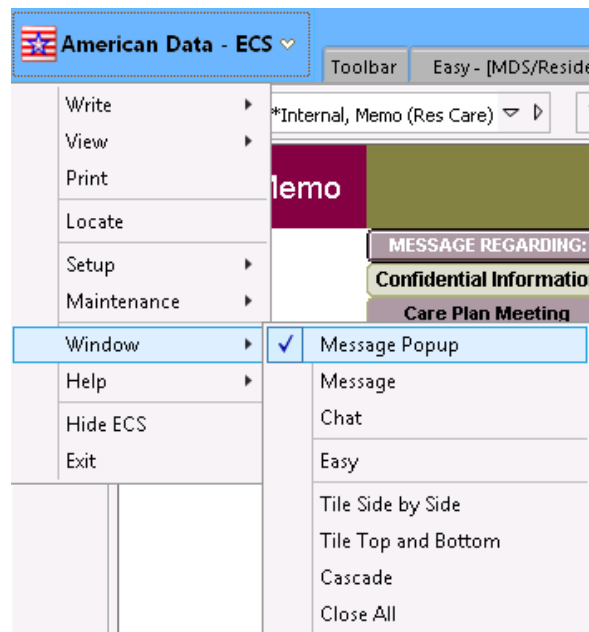 American Data - ECS
Toolbar
Easy - [MDS/Reside
Write
*Internal, Memo (Res Care)
View
Print
lemo
Locate
MESSAGE REGARDING:
Setup
Confidential Informatio
Maintenance
Care Plan Meeting
Window
Message Popup
Help
Message
Hide ECS
Chat
Exit
Easy
Tile Side by Side
Tile Top and Bottom
Cascade
Close All